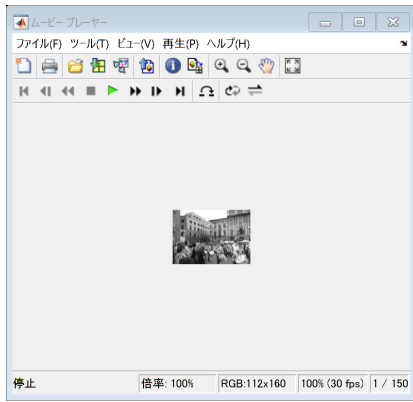 ムービー プレーヤー
ファイル(F) ツール(T) ビュー(V) 再生(P) ヘルプ(H)
停止 倍率: 100% RGB:112x160 100% (30 fps) 1 / 150